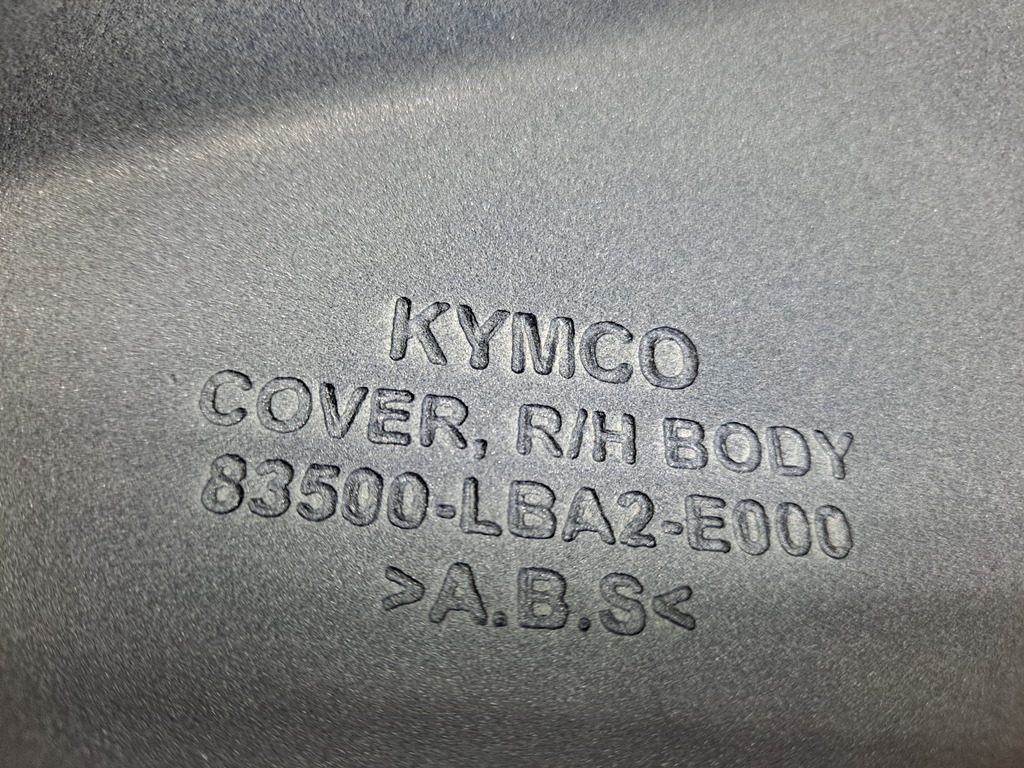 KYMCO
COVER, R/H BODY
83500-LBA2-E000
>A.B.S<